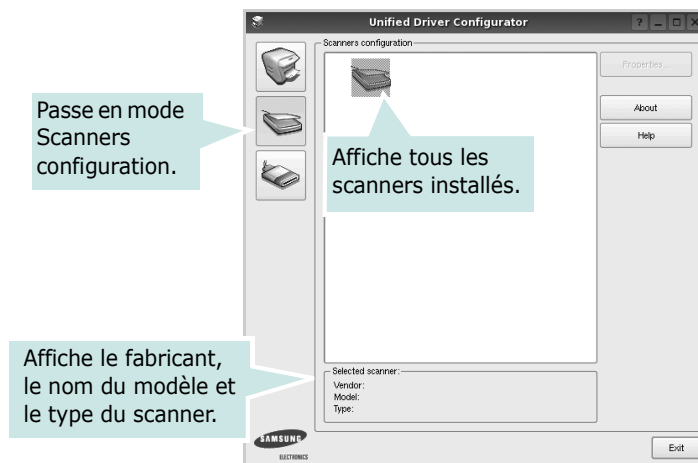 Unified Driver Configurator
Scanners configuration
Properties...
About
Help
Passe en mode
Scanners
configuration.
Affiche tous les
scanners installés.
Affiche le fabricant,
le nom du modèle et
le type du scanner.
Selected scanner:
Vendor:
Model:
Type:
SAMSUNG
ELECTRONICS
Exit